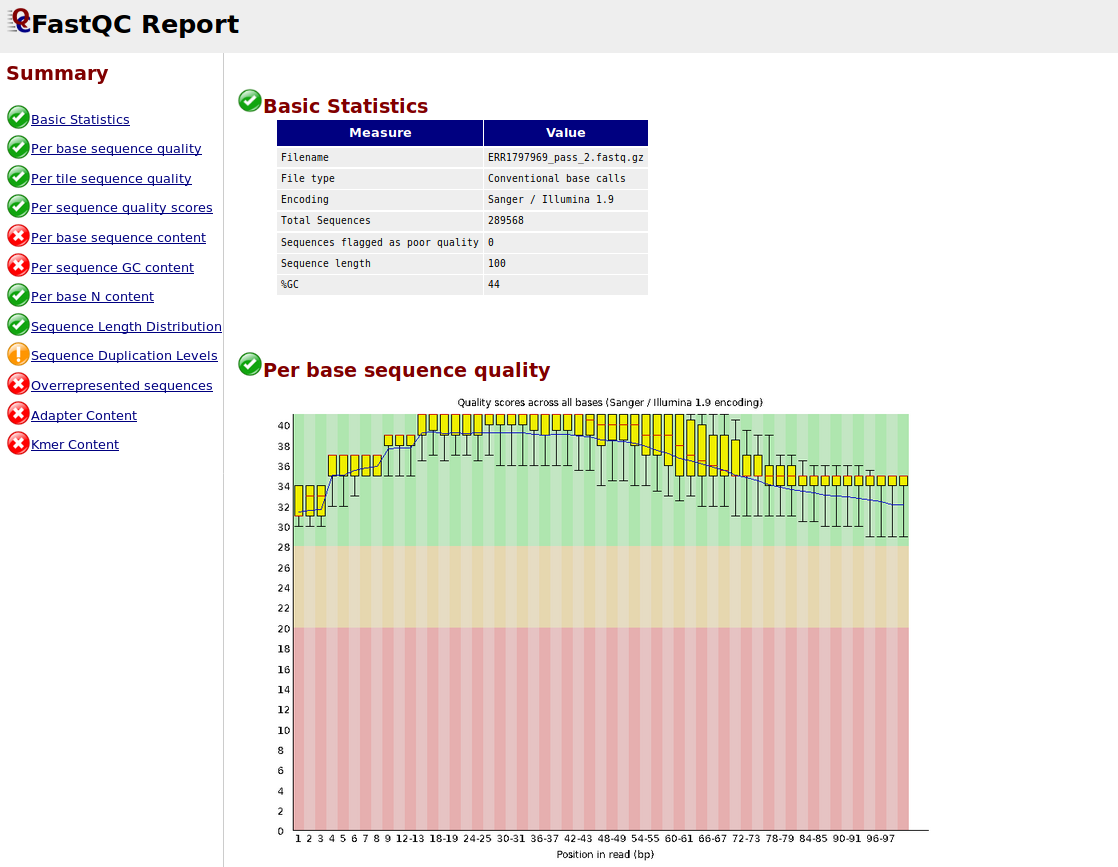 FastQC Report
Summary
Basic Statistics
Per base sequence quality
Per tile sequence quality
Per sequence quality scores
Per base sequence content
Per sequence GC content
Per base N content
Sequence Length Distribution
Sequence Duplication Levels
Overrepresented sequences
Adapter Content
Kmer Content
Basic Statistics
Measure Value
Filename ERR1797969_pass_2.fastq.gz
File type Conventional base calls
Encoding Sanger / Illumina 1.9
Total Sequences 289568
Sequences flagged as poor quality 0
Sequence length 100
%GC 44
Per base sequence quality
Quality scores across all bases (Sanger / Illumina 1.9 encoding)
40
38
36
34
32
30
28
26
24
22
20
18
16
14
12
10
8
6
4
2
0
1 2 3 4 5 6 7 8 9 12-13 18-19 24-25 30-31 36-37 42-43 48-49 54-55 60-61 66-67 72-73 78-79 84-85 90-91 96-97
Position in read (bp)